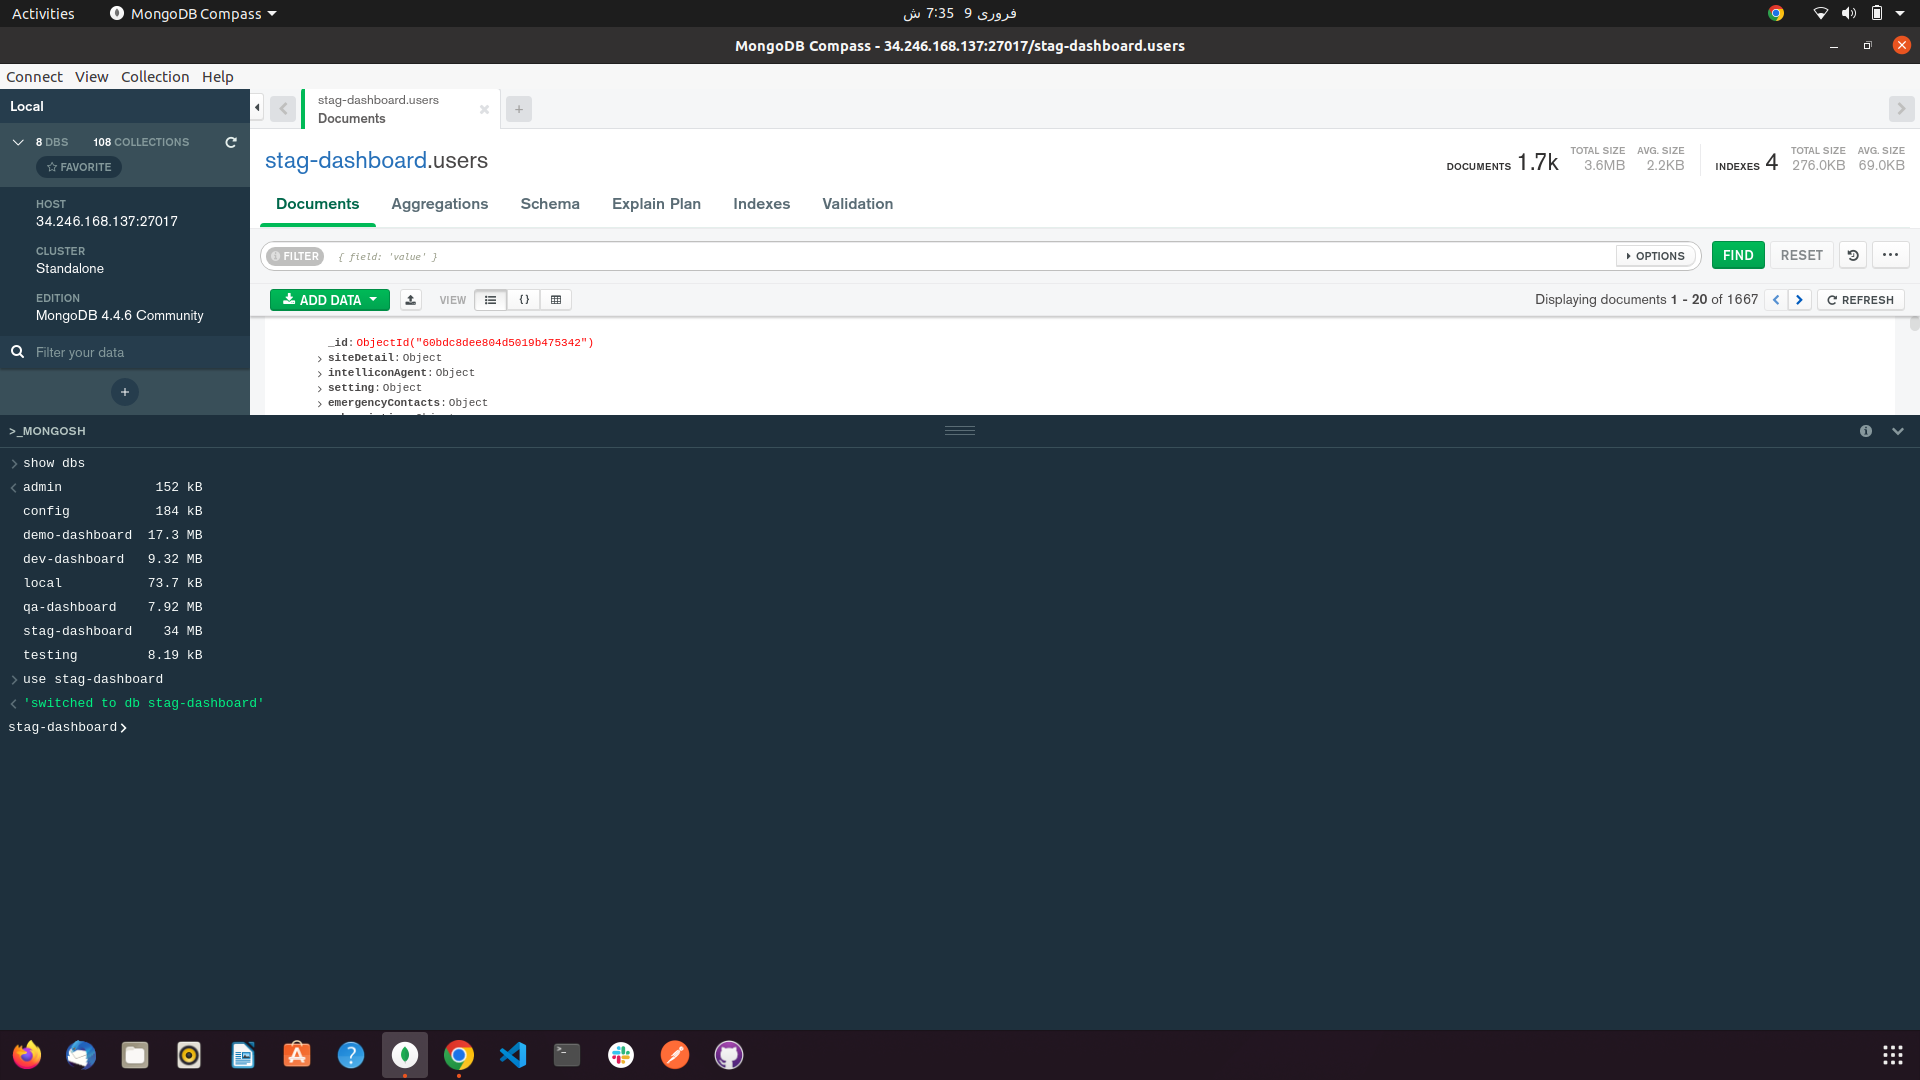 Activities
MongoDB Compass
فروری 9  7:35 ش
MongoDB Compass - 34.246.168.137:27017/stag-dashboard.users
Connect View Collection Help
Local
8 DBS 108 COLLECTIONS
FAVORITE
HOST
34.246.168.137:27017
CLUSTER
Standalone
EDITION
MongoDB 4.4.6 Community
Filter your data
+
stag-dashboard.users
Documents
+
stag-dashboard.users
DOCUMENTS 1.7k
TOTAL SIZE
3.6MB
AVG. SIZE
2.2KB
INDEXES 4
TOTAL SIZE
276.0KB
AVG. SIZE
69.0KB
Documents Aggregations Schema Explain Plan Indexes Validation
FILTER { field: 'value' } OPTIONS FIND RESET
ADD DATA VIEW {} Displaying documents 1 - 20 of 1667 REFRESH
_id: ObjectId("60bdc8dee804d5019b475342")
siteDetail: Object
intelliconAgent: Object
setting: Object
emergencyContacts: Object
>_MONGOSH
show dbs
admin 152 kB
config 184 kB
demo-dashboard 17.3 MB
dev-dashboard 9.32 MB
local 73.7 kB
qa-dashboard 7.92 MB
stag-dashboard 34 MB
testing 8.19 kB
use stag-dashboard
'switched to db stag-dashboard'
stag-dashboard>